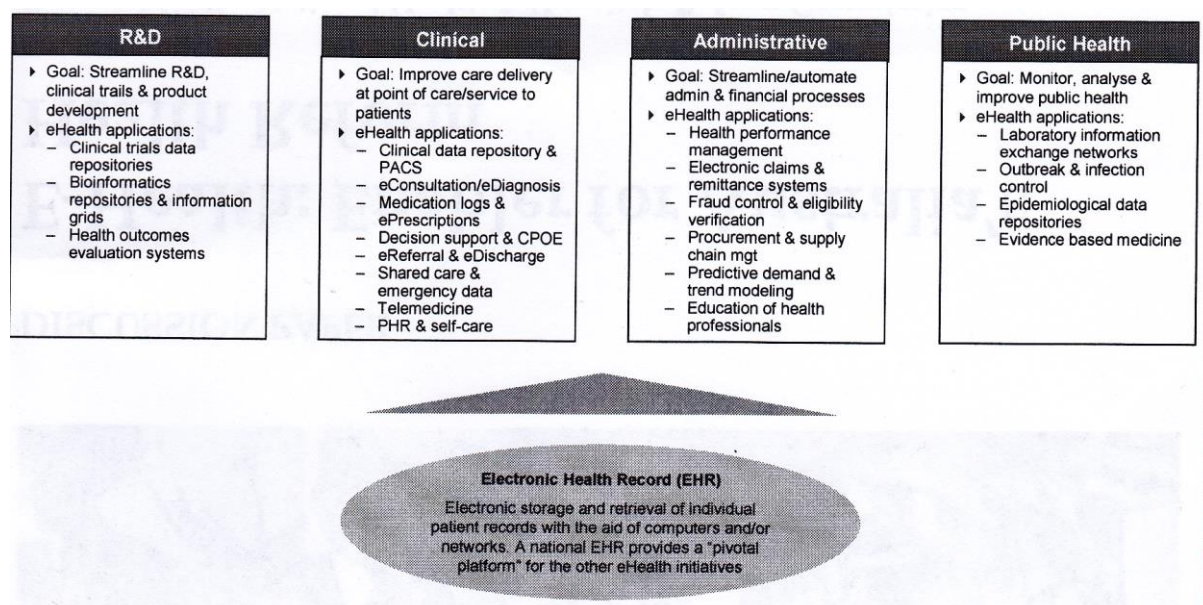 R&D
▸ Goal: Streamline R&D,
clinical trails & product
development
▸ eHealth applications:
– Clinical trials data
repositories
– Bioinformatics
repositories & information
grids
– Health outcomes
evaluation systems
Clinical
▸ Goal: Improve care delivery
at point of care/service to
patients
▸ eHealth applications:
– Clinical data repository &
PACS
– eConsultation/eDiagnosis
– Medication logs &
ePrescriptions
– Decision support & CPOE
– eReferral & eDischarge
– Shared care &
emergency data
– Telemedicine
– PHR & self-care
Administrative
▸ Goal: Streamline/automate
admin & financial processes
▸ eHealth applications:
– Health performance
management
– Electronic claims &
remittance systems
– Fraud control & eligibility
verification
– Procurement & supply
chain mgt
– Predictive demand &
trend modeling
– Education of health
professionals
Public Health
▸ Goal: Monitor, analyse &
improve public health
▸ eHealth applications:
– Laboratory information
exchange networks
– Outbreak & infection
control
– Epidemiological data
repositories
– Evidence based medicine
Electronic Health Record (EHR)
Electronic storage and retrieval of individual
patient records with the aid of computers and/or
networks. A national EHR provides a "pivotal
platform" for the other eHealth initiatives